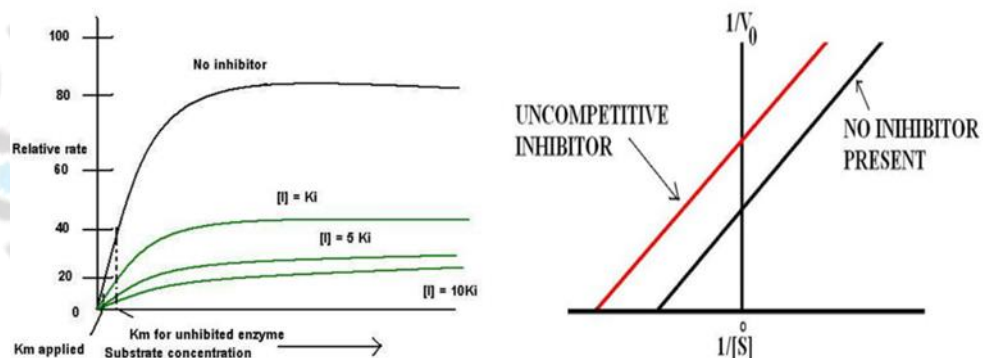 100
No inhibitor
80
Relative rate
60
[I] = Ki
40
[I] = 5 Ki
20
[I] = 10Ki
0
Km for unhibited enzyme
Km applied
Substrate concentration
1/V0
UNCOMPETITIVE
INHIBITOR
NO INIHIBITOR
PRESENT
0
1/[S]